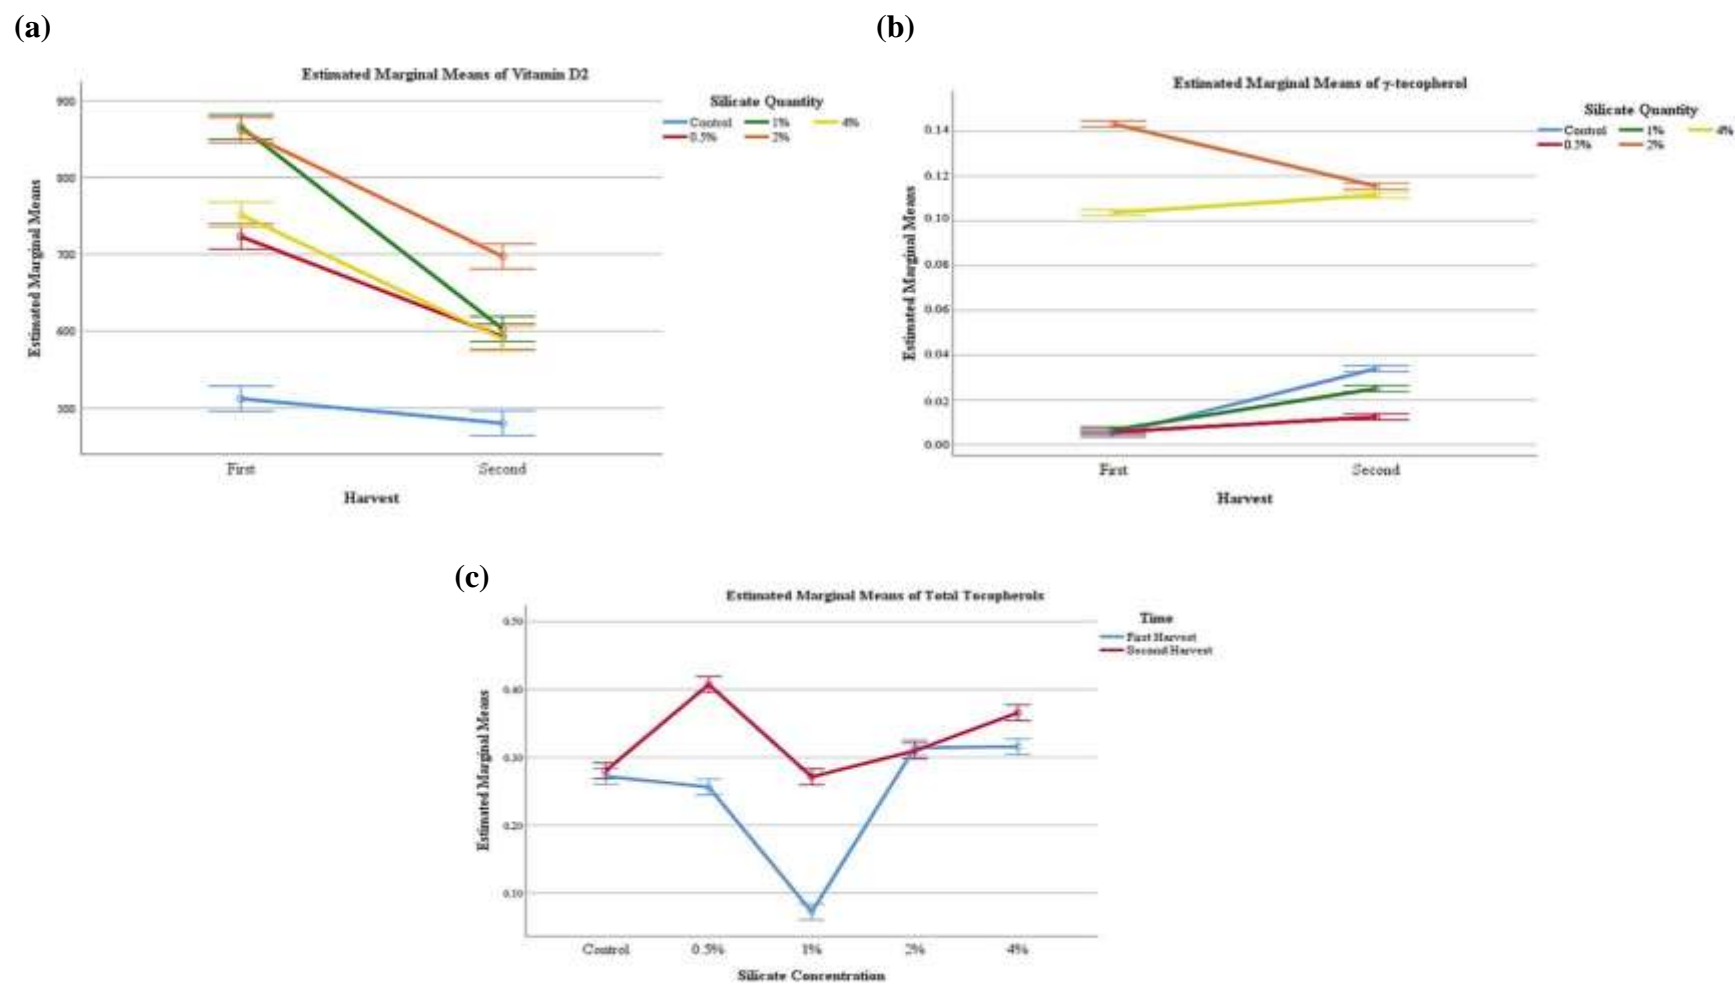 (a)
Estimated Marginal Means of Vitamin D2
Silicate Quantity
Control 1% 4%
0.5% 2%
Estimated Marginal Means
900
800
700
600
500
First Second
Harvest
(b)
Estimated Marginal Means of γ-tocopherol
Silicate Quantity
Control 1% 4%
0.5% 2%
Estimated Marginal Means
0.14
0.12
0.10
0.08
0.06
0.04
0.02
0.00
First Second
Harvest
(c)
Estimated Marginal Means of Total Tocopherols
Time
First Harvest
Second Harvest
Estimated Marginal Means
0.50
0.40
0.30
0.20
0.10
Control 0.5% 1% 2% 4%
Silicate Concentration